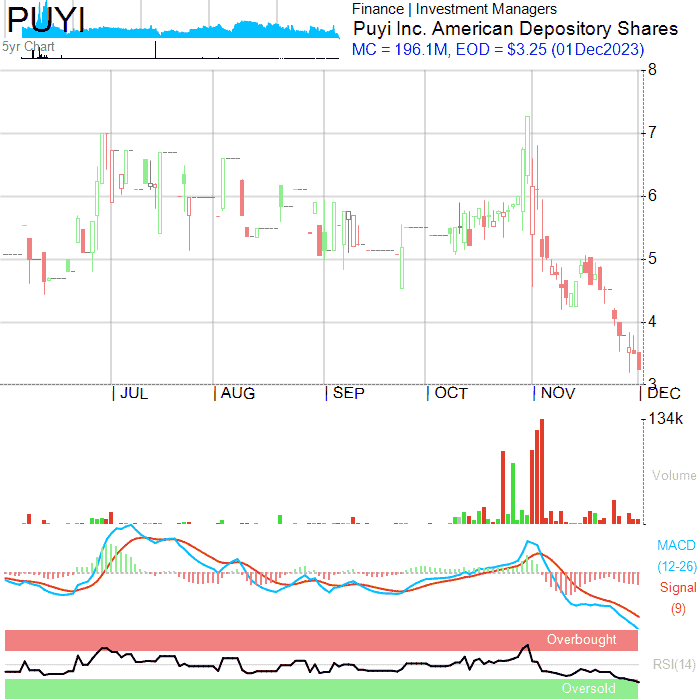 PUYI
5yr Chart
Finance | Investment Managers
Puyi Inc. American Depository Shares
MC = 196.1M, EOD = $3.25 (01Dec2023)
8
7
6
5
4
3
JUL AUG SEP OCT NOV DEC
134k
Volume
MACD
(12-26)
Signal
(9)
Overbought
RSI(14)
Oversold